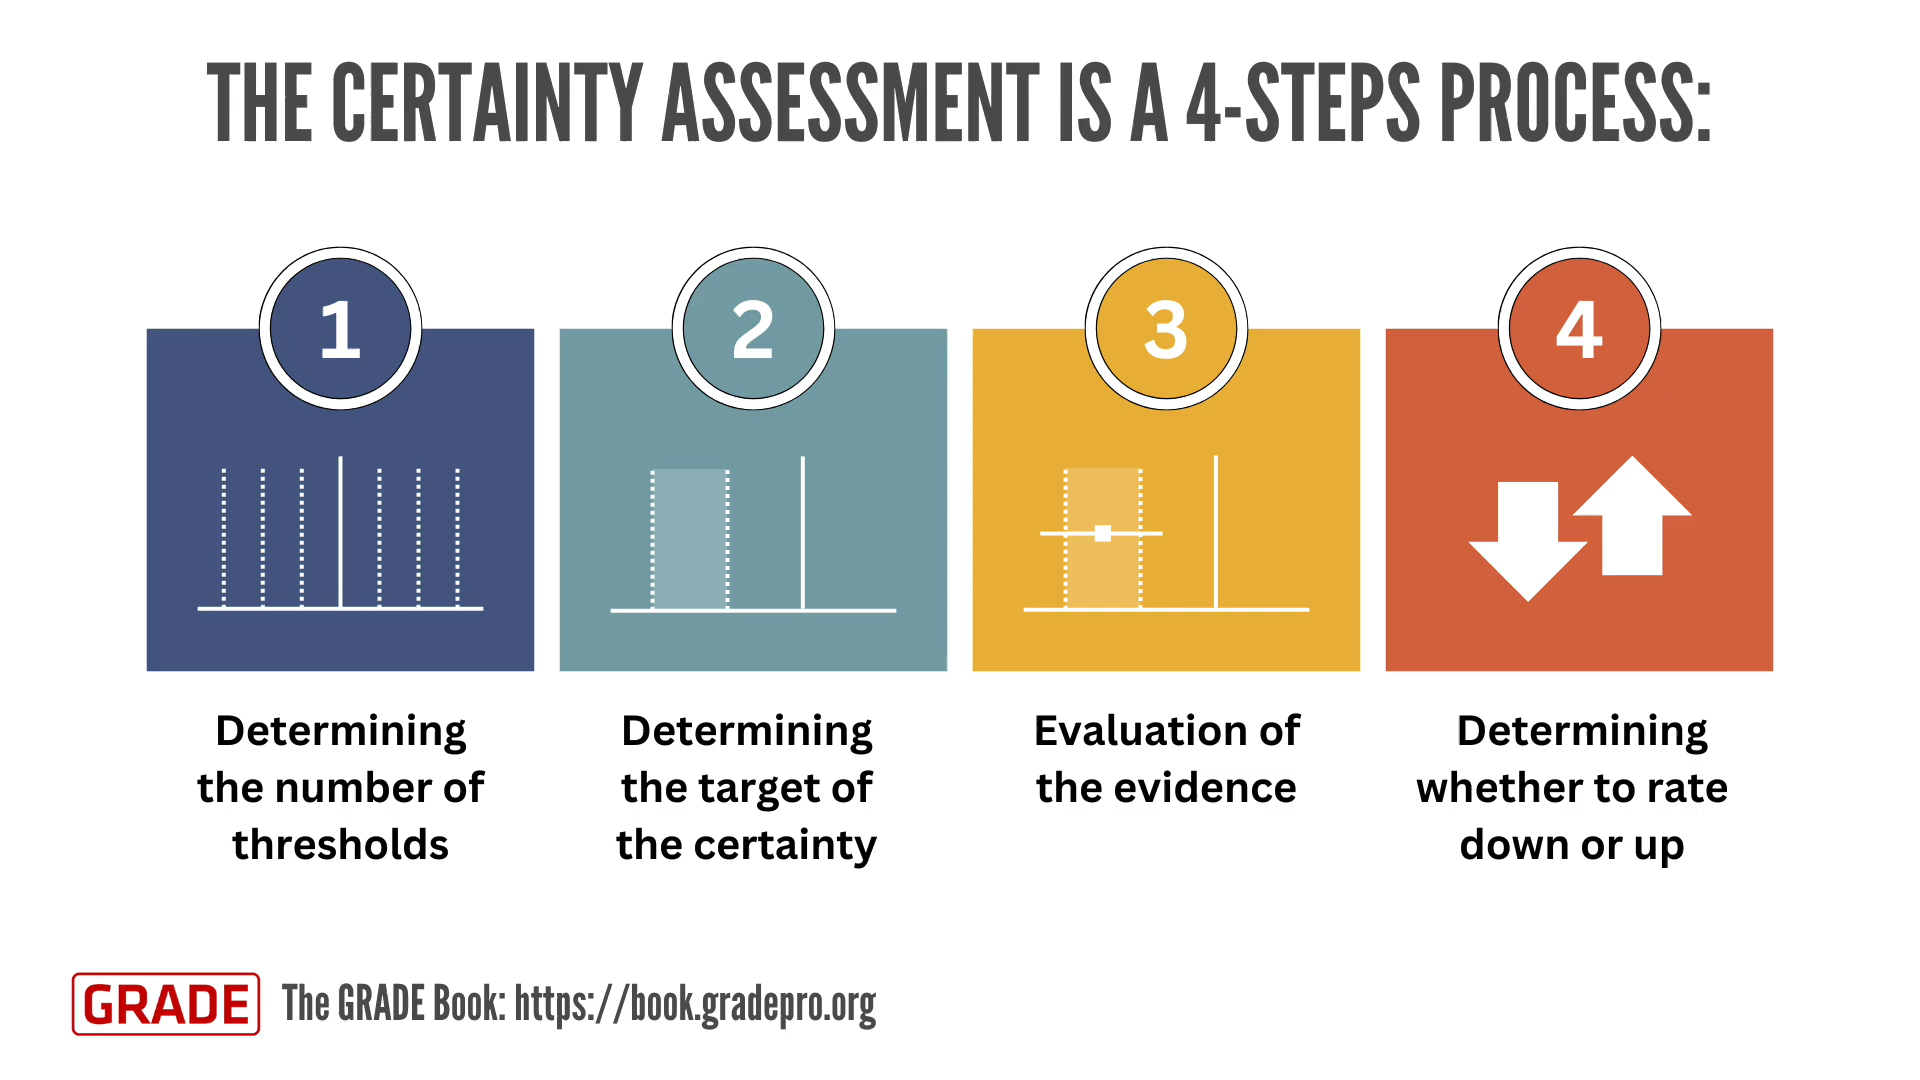 THE CERTAINTY ASSESSMENT IS A 4-STEPS PROCESS:
1
2
3
4
Determining
the number of
thresholds
Determining
the target of
the certainty
Evaluation of
the evidence
Determining
whether to rate
down or up
GRADE
The GRADE Book: https://book.gradepro.org